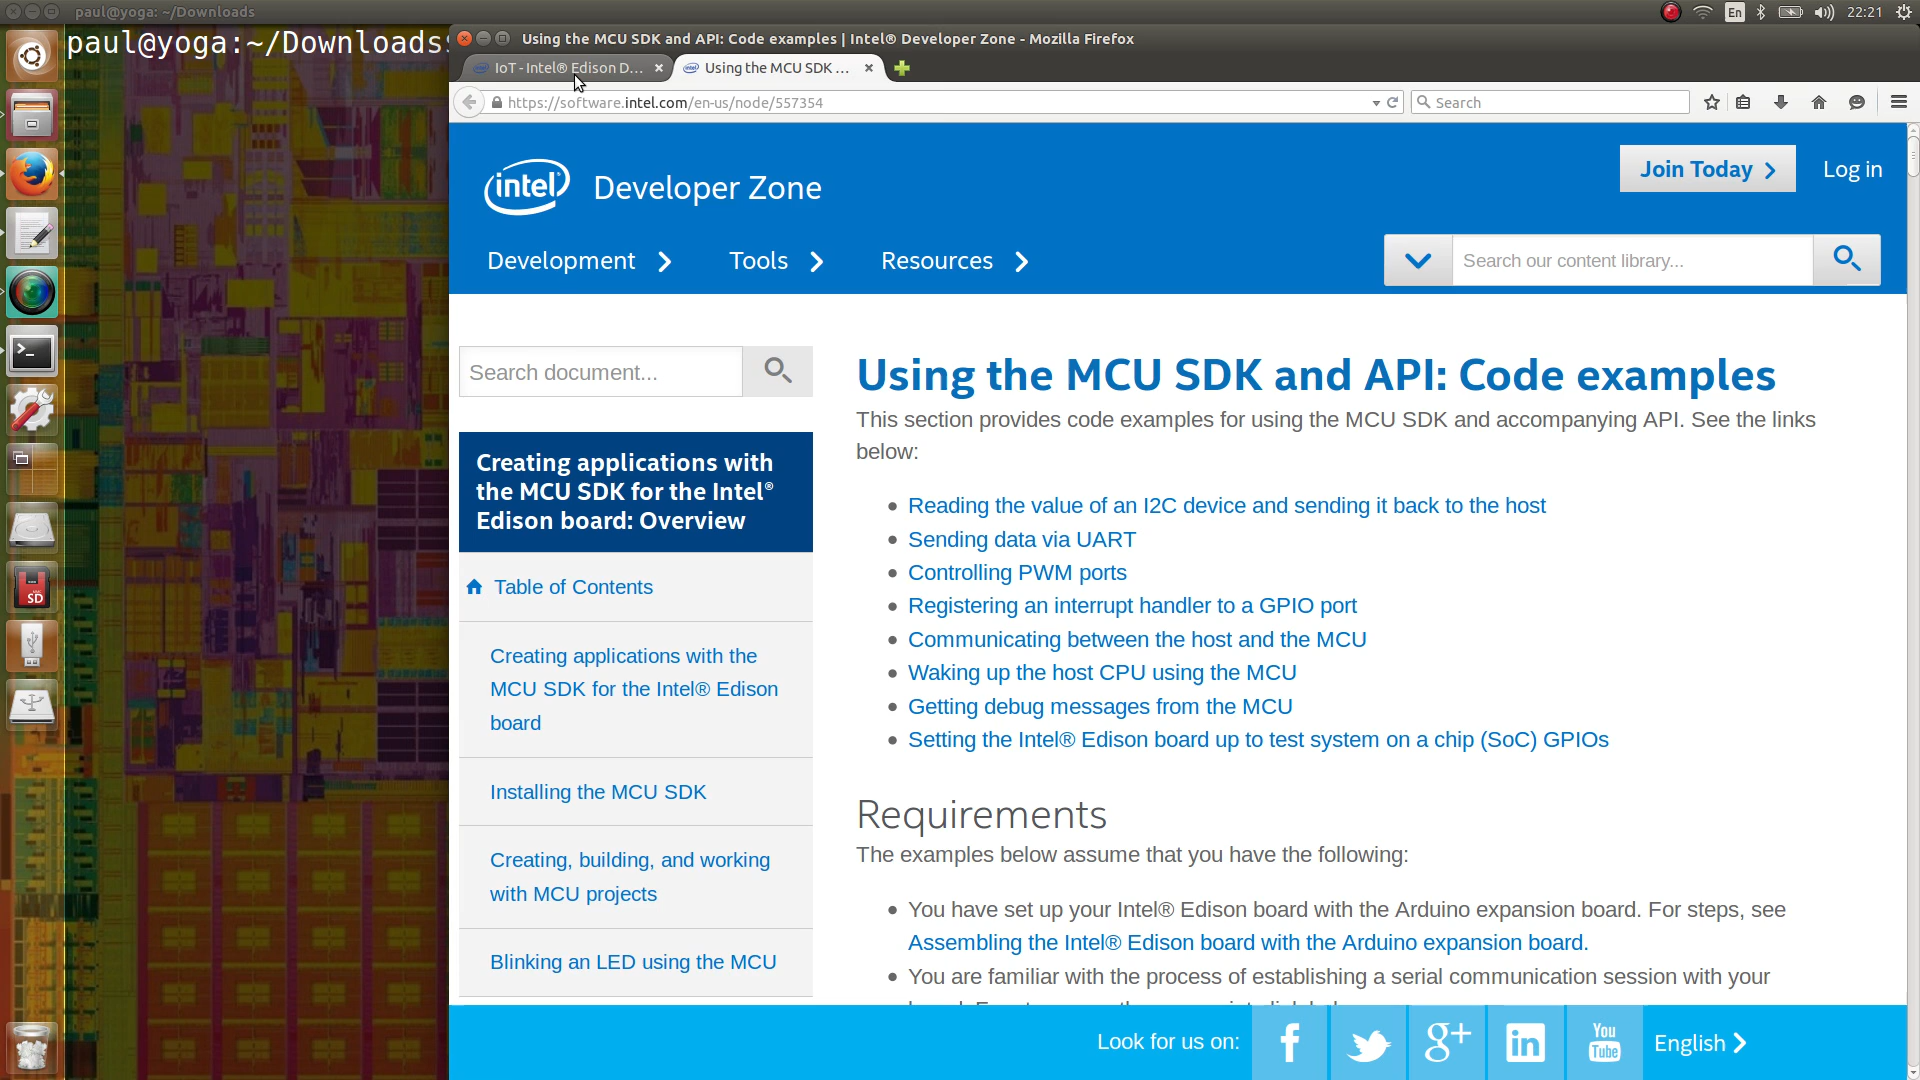 paul@yoga: ~/Downloads
En
22:21
paul@yoga:~/Downloads
Using the MCU SDK and API: Code examples | Intel® Developer Zone - Mozilla Firefox
IoT - Intel® Edison D...
Using the MCU SDK ...
https://software.intel.com/en-us/node/557354
Search
intel
Developer Zone
Join Today
Log in
Development
Tools
Resources
Search our content library...
Search document...
Creating applications with
the MCU SDK for the Intel®
Edison board: Overview
Table of Contents
Creating applications with the
MCU SDK for the Intel® Edison
board
Installing the MCU SDK
Creating, building, and working
with MCU projects
Blinking an LED using the MCU
Using the MCU SDK and API: Code examples
This section provides code examples for using the MCU SDK and accompanying API. See the links
below:
Reading the value of an I2C device and sending it back to the host
Sending data via UART
Controlling PWM ports
Registering an interrupt handler to a GPIO port
Communicating between the host and the MCU
Waking up the host CPU using the MCU
Getting debug messages from the MCU
Setting the Intel® Edison board up to test system on a chip (SoC) GPIOs
Requirements
The examples below assume that you have the following:
You have set up your Intel® Edison board with the Arduino expansion board. For steps, see
Assembling the Intel® Edison board with the Arduino expansion board.
You are familiar with the process of establishing a serial communication session with your
SD
Look for us on:
f
g+
in
You
Tube
English